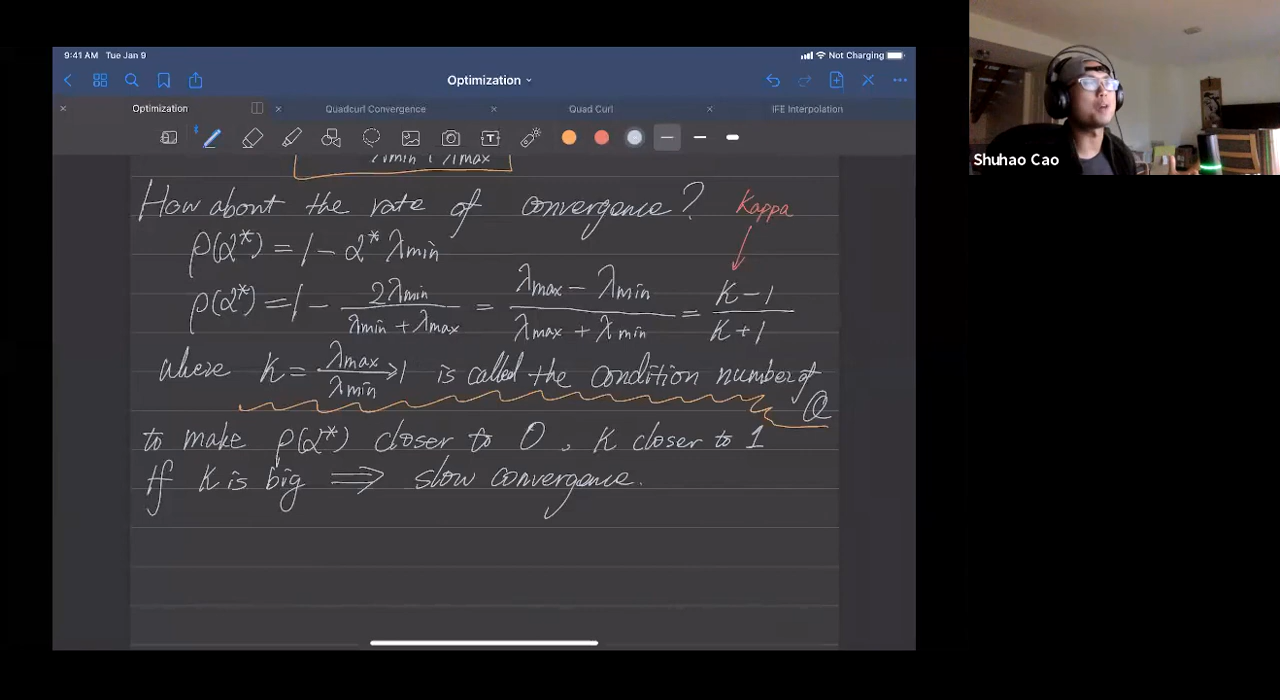 9:41 AM Tue Jan 9
Not Charging
Optimization
Optimization
Quadcurl Convergence
Quad Curl
IFE Interpolation
Shuhao Cao
λmin + λmax
How about the rate of convergence?
Kappa
ρ(α*) = 1 - α* λmin
ρ(α*) = 1 - 2λmin / (λmin + λmax) = (λmax - λmin) / (λmax + λmin) = (κ - 1) / (κ + 1)
where κ = λmax / λmin > 1 is called the condition number of Q
to make ρ(α*) closer to 0, κ closer to 1
If κ is big ⟹ slow convergence.